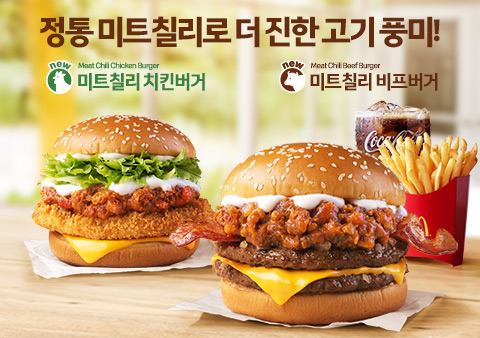 정통 미트칠리로 더 진한 고기 풍미!
new
Meat Chili Chicken Burger
미트칠리 치킨버거
new
Meat Chili Beef Burger
미트칠리 비프버거
Coca-Cola